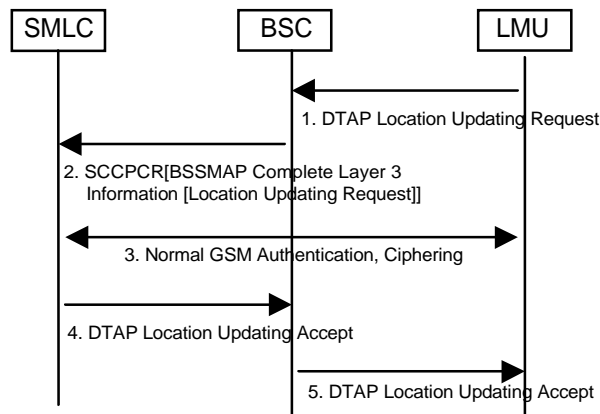 SMLC
BSC
LMU
1. DTAP Location Updating Request
2. SCCPCR[BSSMAP Complete Layer 3
Information [Location Updating Request]]
3. Normal GSM Authentication, Ciphering
4. DTAP Location Updating Accept
5. DTAP Location Updating Accept